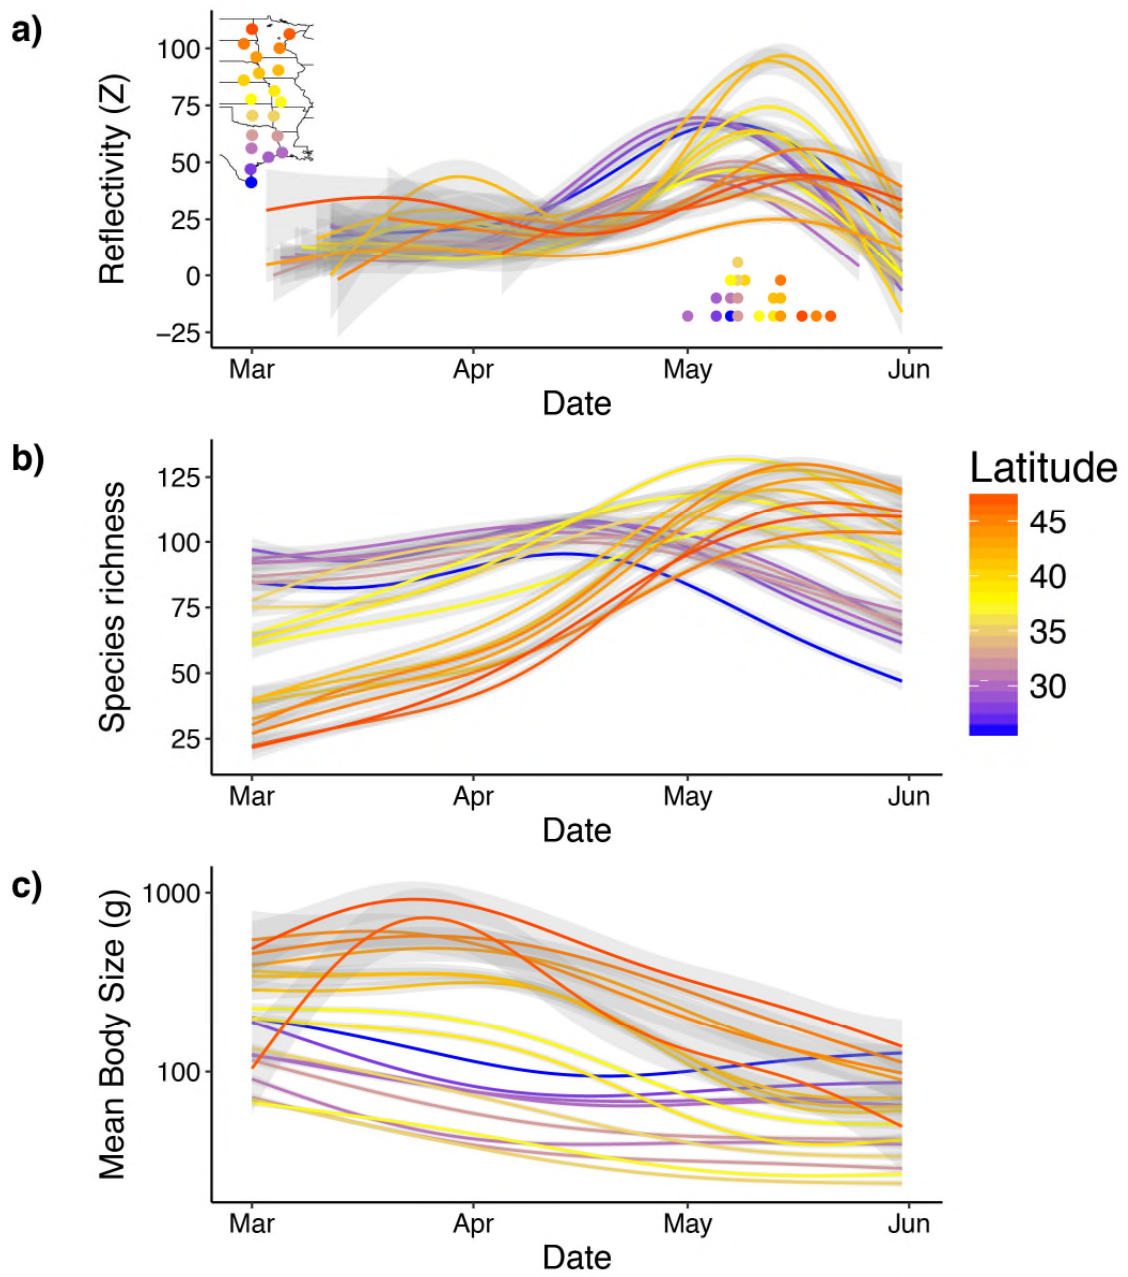 a)
Reflectivity (Z)
100
75
50
25
0
−25
Mar Apr May Jun
Date
b)
Species richness
125
100
75
50
25
Mar Apr May Jun
Date
Latitude
45
40
35
30
c)
Mean Body Size (g)
1000
100
Mar Apr May Jun
Date